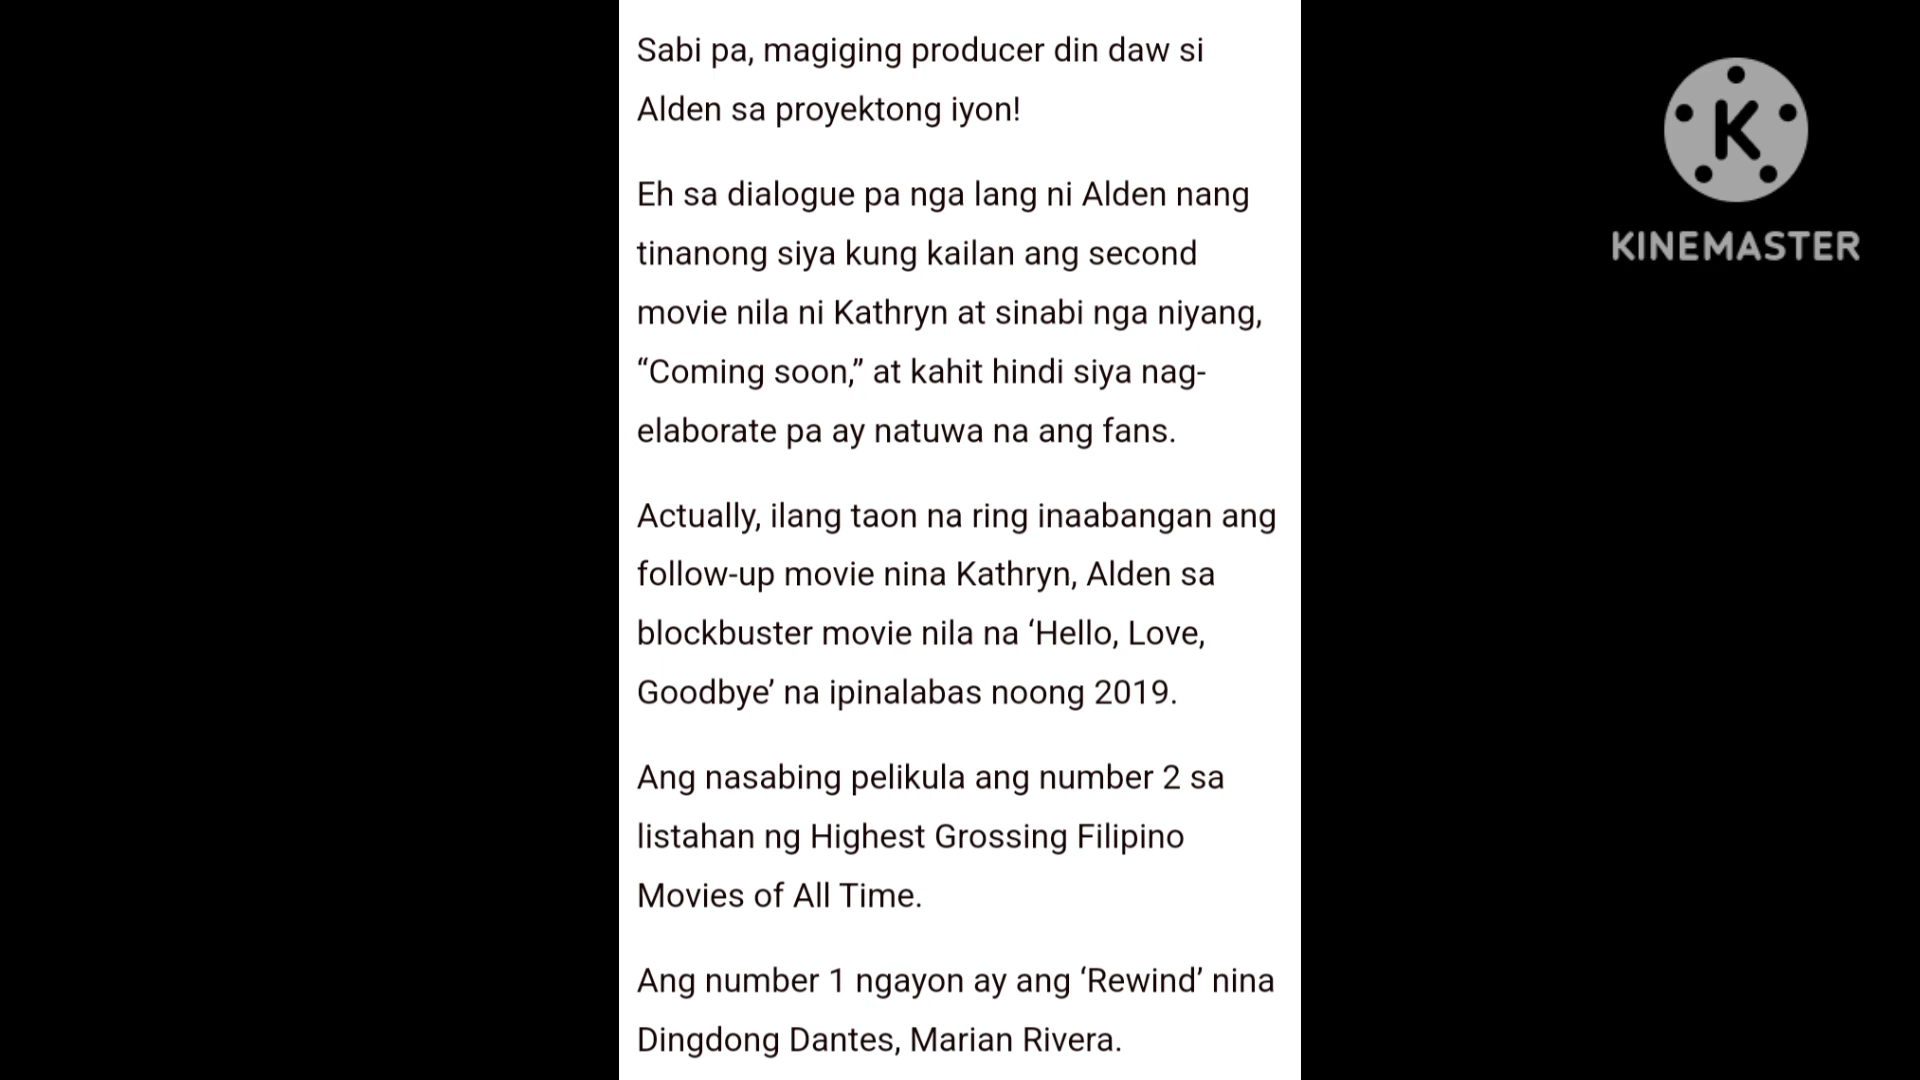 Sabi pa, magiging producer din daw si
Alden sa proyektong iyon!
Eh sa dialogue pa nga lang ni Alden nang
tinanong siya kung kailan ang second
movie nila ni Kathryn at sinabi nga niyang,
“Coming soon,” at kahit hindi siya nag-
elaborate pa ay natuwa na ang fans.
Actually, ilang taon na ring inaabangan ang
follow-up movie nina Kathryn, Alden sa
blockbuster movie nila na ‘Hello, Love,
Goodbye’ na ipinalabas noong 2019.
Ang nasabing pelikula ang number 2 sa
listahan ng Highest Grossing Filipino
Movies of All Time.
Ang number 1 ngayon ay ang ‘Rewind’ nina
Dingdong Dantes, Marian Rivera.
K
KINEMASTER